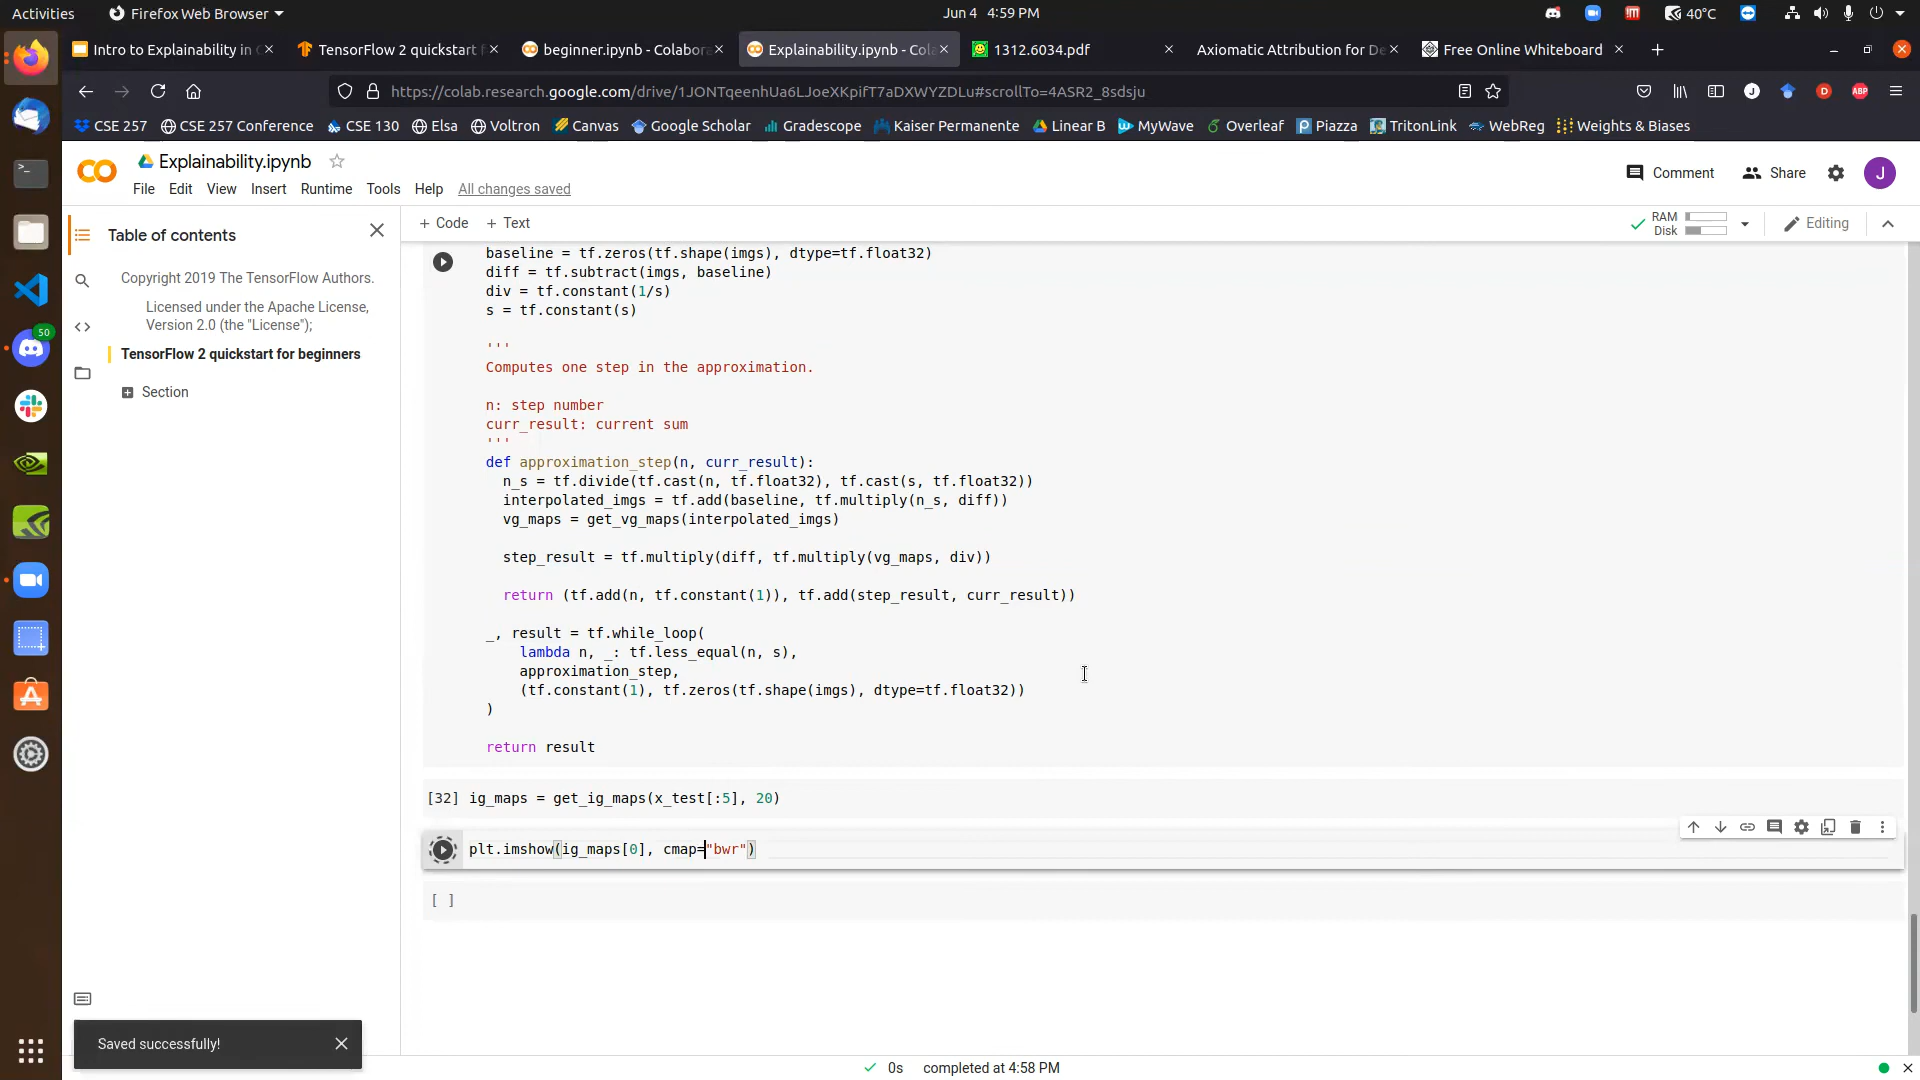 Activities
Firefox Web Browser
Jun 4 4:59 PM
40°C
Intro to Explainability in
TensorFlow 2 quickstart f
beginner.ipynb - Colabora
Explainability.ipynb - Cola
1312.6034.pdf
Axiomatic Attribution for De
Free Online Whiteboard
https://colab.research.google.com/drive/1JONTqeenhUa6LJoeXKpifT7aDXWYZDLu#scrollTo=4ASR2_8sdsju
CSE 257
CSE 257 Conference
CSE 130
Elsa
Voltron
Canvas
Google Scholar
Gradescope
Kaiser Permanente
Linear B
MyWave
Overleaf
Piazza
TritonLink
WebReg
Weights & Biases
Explainability.ipynb
File Edit View Insert Runtime Tools Help All changes saved
Comment
Share
J
+ Code + Text
RAM
Disk
Editing
Table of contents
Copyright 2019 The TensorFlow Authors.
Licensed under the Apache License,
Version 2.0 (the "License");
TensorFlow 2 quickstart for beginners
Section
baseline = tf.zeros(tf.shape(imgs), dtype=tf.float32)
diff = tf.subtract(imgs, baseline)
div = tf.constant(1/s)
s = tf.constant(s)
'''
Computes one step in the approximation.
n: step number
curr_result: current sum
'''
def approximation_step(n, curr_result):
n_s = tf.divide(tf.cast(n, tf.float32), tf.cast(s, tf.float32))
interpolated_imgs = tf.add(baseline, tf.multiply(n_s, diff))
vg_maps = get_vg_maps(interpolated_imgs)
step_result = tf.multiply(diff, tf.multiply(vg_maps, div))
return (tf.add(n, tf.constant(1)), tf.add(step_result, curr_result))
_, result = tf.while_loop(
lambda n, _: tf.less_equal(n, s),
approximation_step,
(tf.constant(1), tf.zeros(tf.shape(imgs), dtype=tf.float32))
)
return result
[32] ig_maps = get_ig_maps(x_test[:5], 20)
plt.imshow(ig_maps[0], cmap="bwr")
[ ]
Saved successfully!
0s completed at 4:58 PM
50